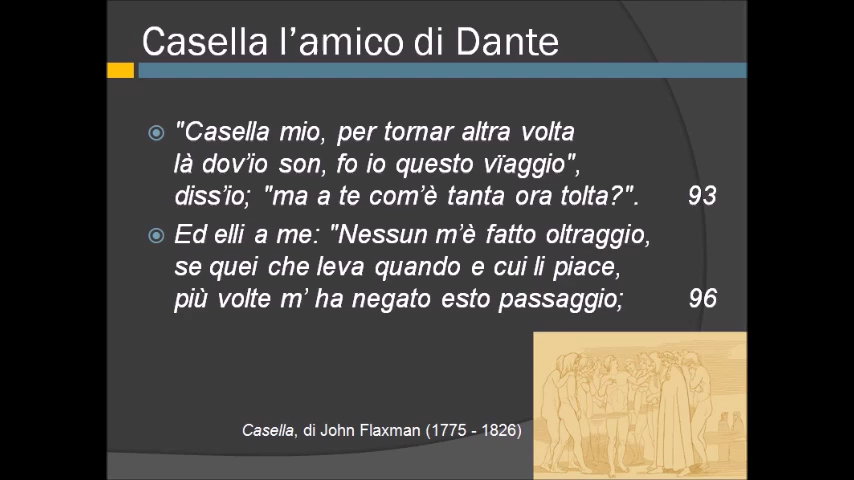 Casella l'amico di Dante
"Casella mio, per tornar altra volta
là dov'io son, fo io questo vïaggio",
diss'io; "ma a te com'è tanta ora tolta?". 93
Ed elli a me: "Nessun m'è fatto oltraggio,
se quei che leva quando e cui li piace,
più volte m' ha negato esto passaggio; 96
Casella, di John Flaxman (1775 - 1826)